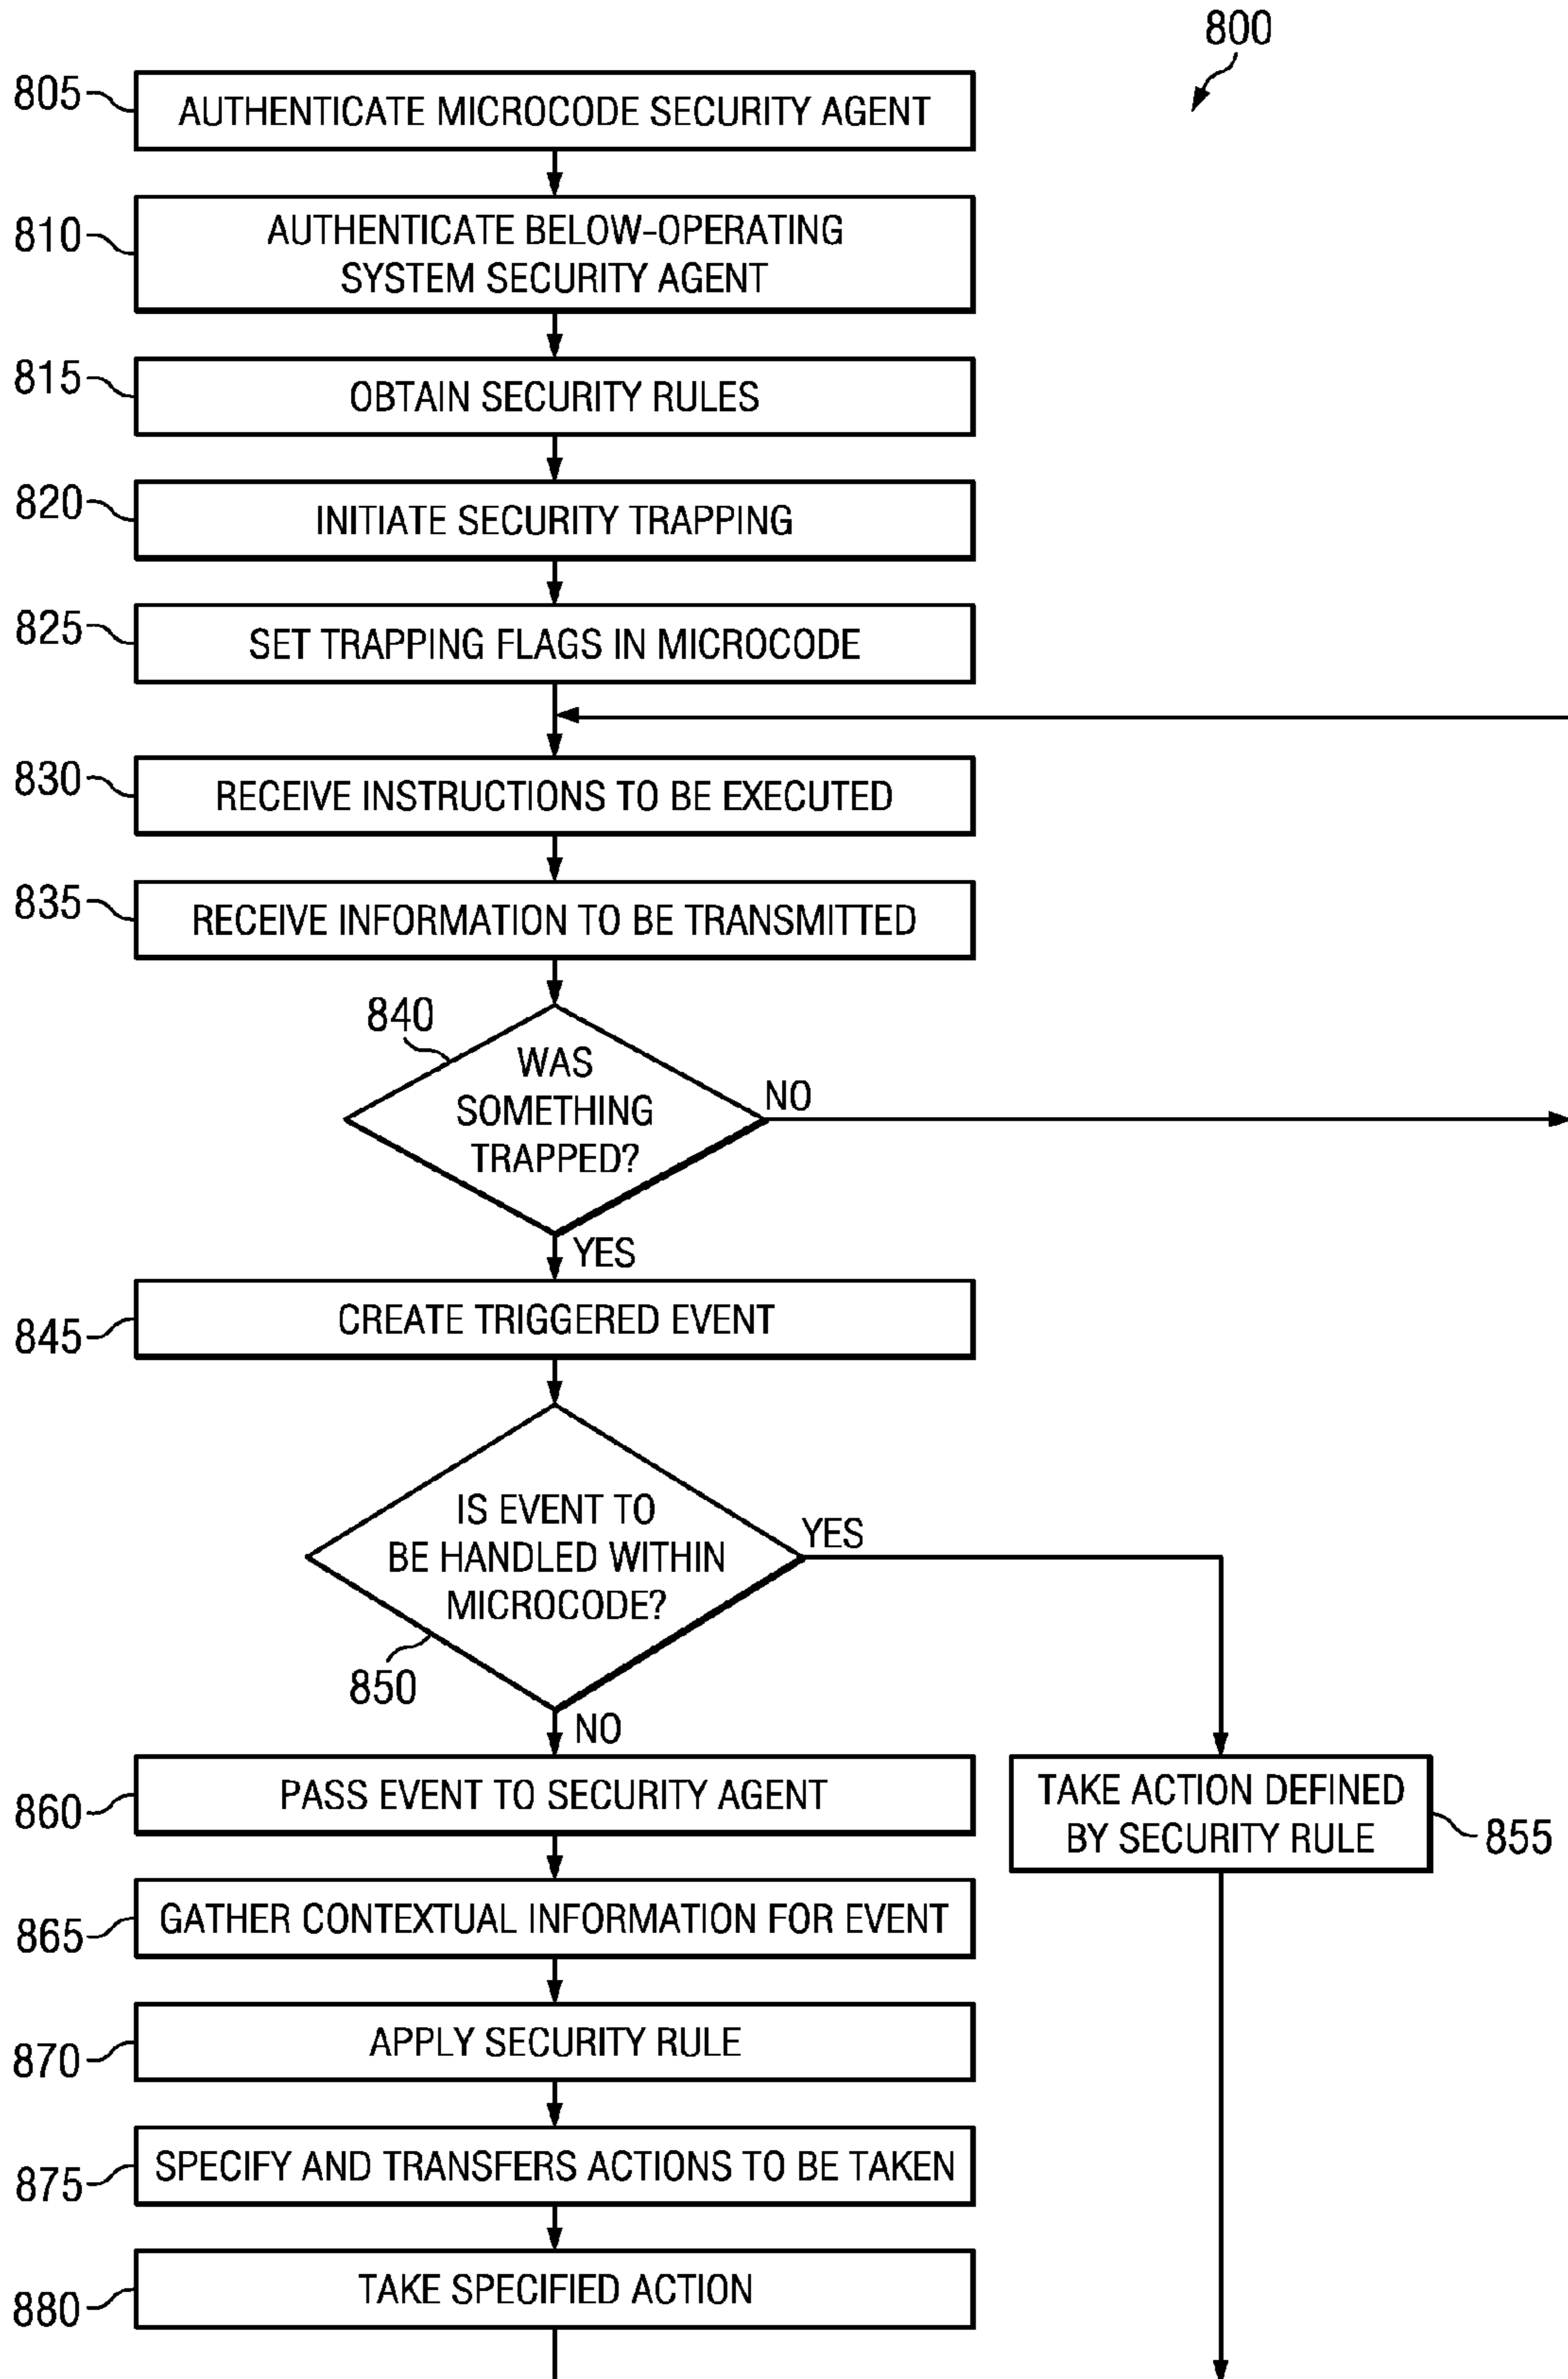 800
805
AUTHENTICATE MICROCODE SECURITY AGENT
810
AUTHENTICATE BELOW-OPERATING
SYSTEM SECURITY AGENT
815
OBTAIN SECURITY RULES
820
INITIATE SECURITY TRAPPING
825
SET TRAPPING FLAGS IN MICROCODE
830
RECEIVE INSTRUCTIONS TO BE EXECUTED
835
RECEIVE INFORMATION TO BE TRANSMITTED
840
WAS
SOMETHING
TRAPPED?
NO
YES
845
CREATE TRIGGERED EVENT
IS EVENT TO
BE HANDLED WITHIN
MICROCODE?
YES
850
NO
860
PASS EVENT TO SECURITY AGENT
TAKE ACTION DEFINED
BY SECURITY RULE
855
865
GATHER CONTEXTUAL INFORMATION FOR EVENT
870
APPLY SECURITY RULE
875
SPECIFY AND TRANSFERS ACTIONS TO BE TAKEN
880
TAKE SPECIFIED ACTION